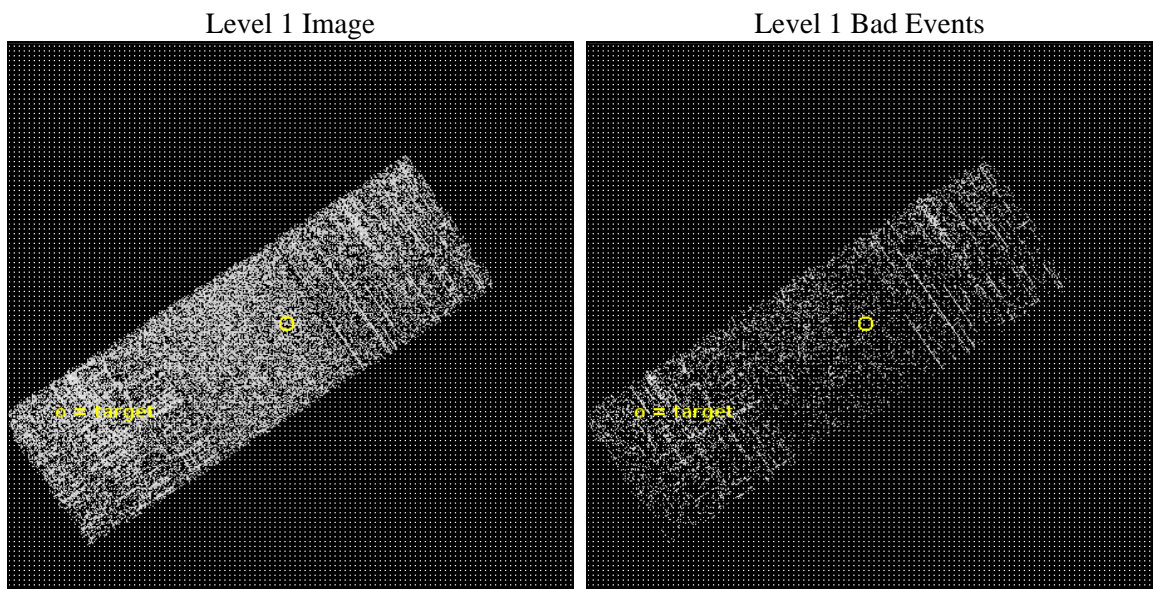 Level 1 Image
Level 1 Bad Events
o = target
o = target